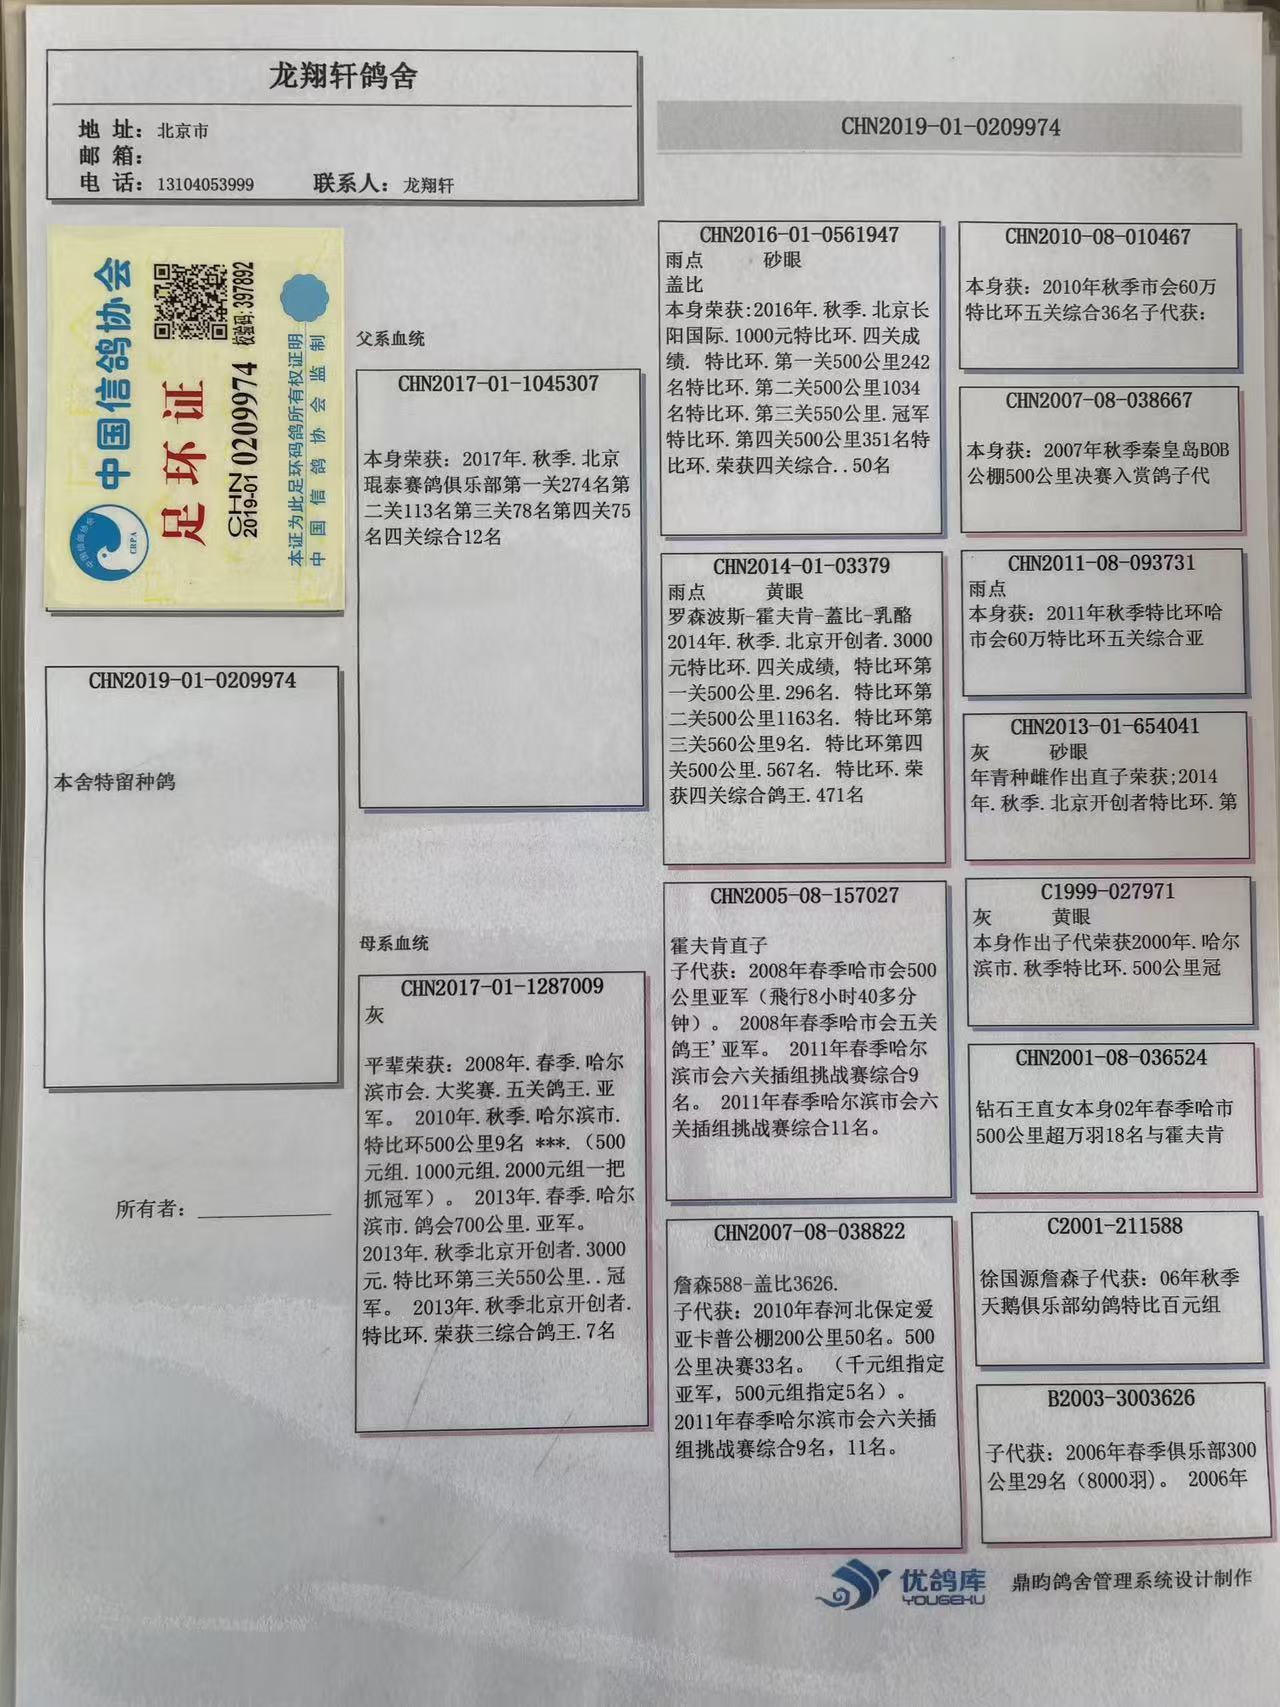 龙翔轩鸽舍
地 址: 北京市
邮 箱:
电 话: 13104053999 联系人: 龙翔轩
CHN2019-01-0209974
中国信鸽协会
足环证
CHN
2019-01 0209974
校验码: 397892
本证为此足环码鸽所有权证明
中国信鸽协会监制
中国信鸽协会
CRPA
CHN2019-01-0209974
本舍特留种鸽
所有者:
父系血统
CHN2017-01-1045307
本身荣获: 2017年.秋季.北京
琨泰赛鸽俱乐部第一关274名第
二关113名第三关78名第四关75
名四关综合12名
母系血统
CHN2017-01-1287009
灰
平辈荣获: 2008年.春季.哈尔
滨市会.大奖赛.五关鸽王.亚
军。 2010年.秋季.哈尔滨市.
特比环500公里9名 ***.（500
元组.1000元组.2000元组一把
抓冠军）。 2013年.春季.哈尔
滨市.鸽会700公里.亚军。
2013年.秋季北京开创者.3000
元.特比环第三关550公里..冠
军。 2013年.秋季北京开创者.
特比环.荣获三综合鸽王.7名
CHN2016-01-0561947
雨点 砂眼
盖比
本身荣获:2016年.秋季.北京长
阳国际.1000元特比环.四关成
绩. 特比环.第一关500公里242
名特比环.第二关500公里1034
名特比环.第三关550公里.冠军
特比环.第四关500公里351名特
比环.荣获四关综合..50名
CHN2014-01-03379
雨点 黄眼
罗森波斯-霍夫肯-蓋比-乳酪
2014年.秋季.北京开创者.3000
元特比环.四关成绩, 特比环第
一关500公里.296名. 特比环第
二关500公里1163名. 特比环第
三关560公里9名. 特比环第四
关500公里.567名. 特比环.荣
获四关综合鸽王.471名
CHN2005-08-157027
霍夫肯直子
子代获: 2008年春季哈市会500
公里亚军（飛行8小时40多分
钟）。 2008年春季哈市会五关
鸽王'亚军。 2011年春季哈尔
滨市会六关插组挑战赛综合9
名。 2011年春季哈尔滨市会六
关插组挑战赛综合11名。
CHN2007-08-038822
詹森588-盖比3626.
子代获: 2010年春河北保定爱
亚卡普公棚200公里50名。500
公里决赛33名。（千元组指定
亚军，500元组指定5名）。
2011年春季哈尔滨市会六关插
组挑战赛综合9名，11名。
CHN2010-08-010467
本身获: 2010年秋季市会60万
特比环五关综合36名子代获:
CHN2007-08-038667
本身获: 2007年秋季秦皇岛BOB
公棚500公里决赛入赏鸽子代
CHN2011-08-093731
雨点
本身获: 2011年秋季特比环哈
市会60万特比环五关综合亚
CHN2013-01-654041
灰 砂眼
年青种雌作出直子荣获;2014
年.秋季.北京开创者特比环.第
C1999-027971
灰 黄眼
本身作出子代荣获2000年.哈尔
滨市.秋季特比环.500公里冠
CHN2001-08-036524
钻石王直女本身02年春季哈市
500公里超万羽18名与霍夫肯
C2001-211588
徐国源詹森子代获: 06年秋季
天鹅俱乐部幼鸽特比百元组
B2003-3003626
子代获: 2006年春季俱乐部300
公里29名（8000羽)。 2006年
优鸽库
YOUGEKU
鼎昀鸽舍管理系统设计制作